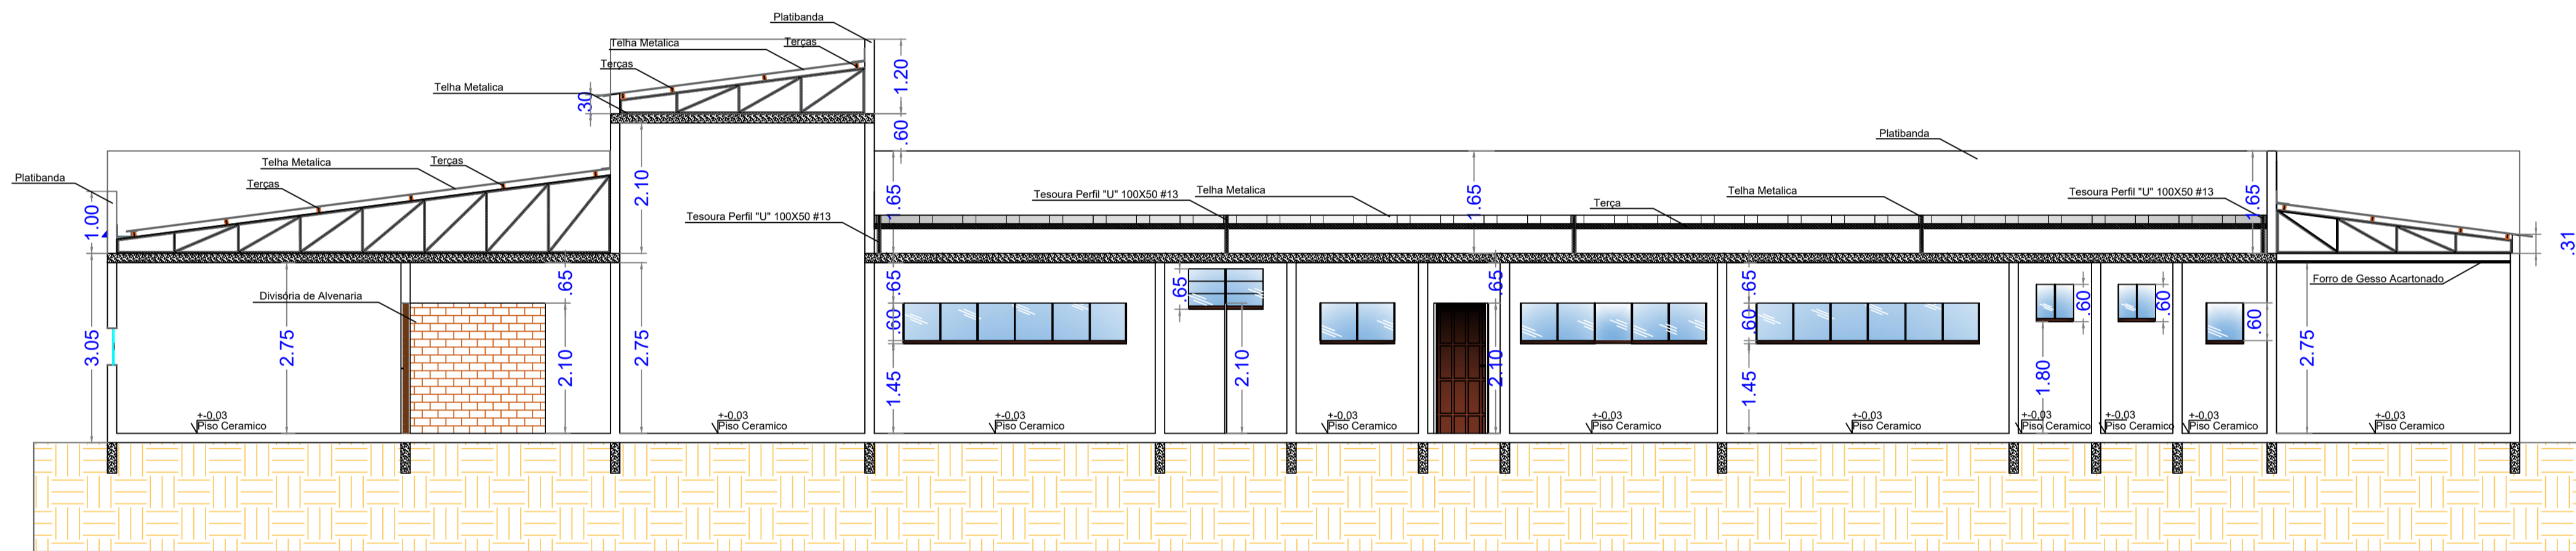 Platibanda
Telha Metalica
Terças
Terças
Telha Metalica
.30
1.20
.60
Platibanda
Platibanda
Telha Metalica
Terças
Terças
1.00
2.10
Tesoura Perfil "U" 100X50 #13
1.65
Tesoura Perfil "U" 100X50 #13
Telha Metalica
1.65
Terça
Telha Metalica
Tesoura Perfil "U" 100X50 #13
1.65
.31
Forro de Gesso Acartonado
Divisória de Alvenaria
3.05
2.75
.65
2.10
2.75
.65
.60
1.45
.65
2.10
.65
2.10
.65
.60
1.45
.60
1.80
.60
.60
2.75
+-0.03
Piso Ceramico
+-0.03
Piso Ceramico
+-0.03
Piso Ceramico
+-0.03
Piso Ceramico
+-0.03
Piso Ceramico
+-0.03
Piso Ceramico
+-0.03
Piso Ceramico
+-0.03
Piso Ceramico
+-0.03
Piso Ceramico
+-0.03
Piso Ceramico